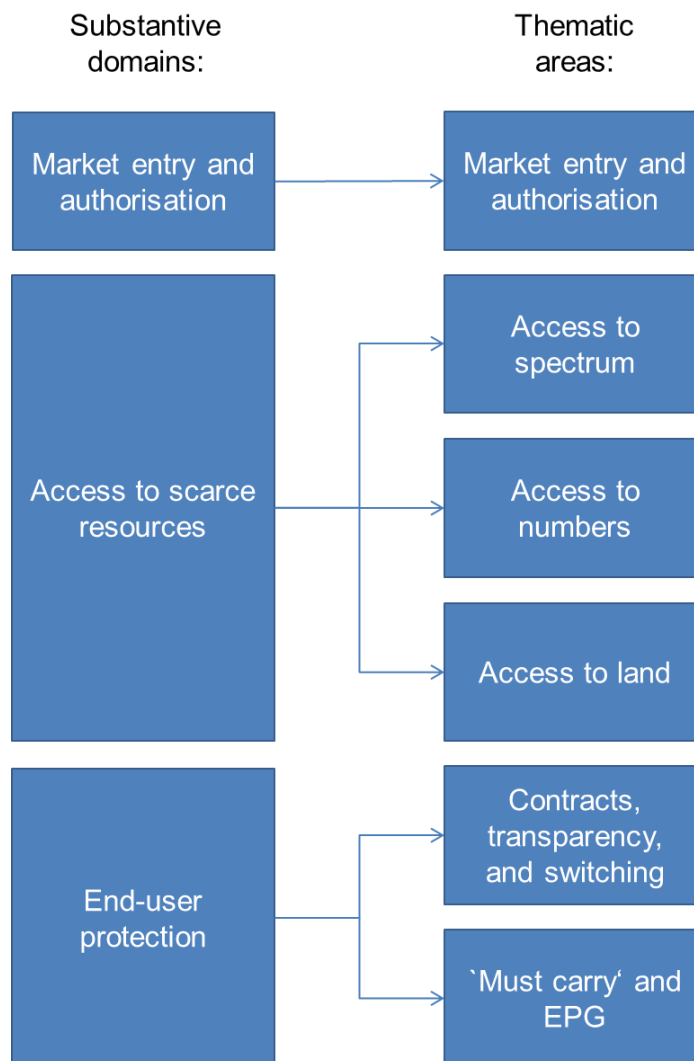 Substantive
domains:
Thematic
areas:
Market entry and
authorisation
Market entry and
authorisation
Access to scarce
resources
Access to
spectrum
Access to
numbers
Access to land
End-user
protection
Contracts,
transparency,
and switching
`Must carry‘ and
EPG